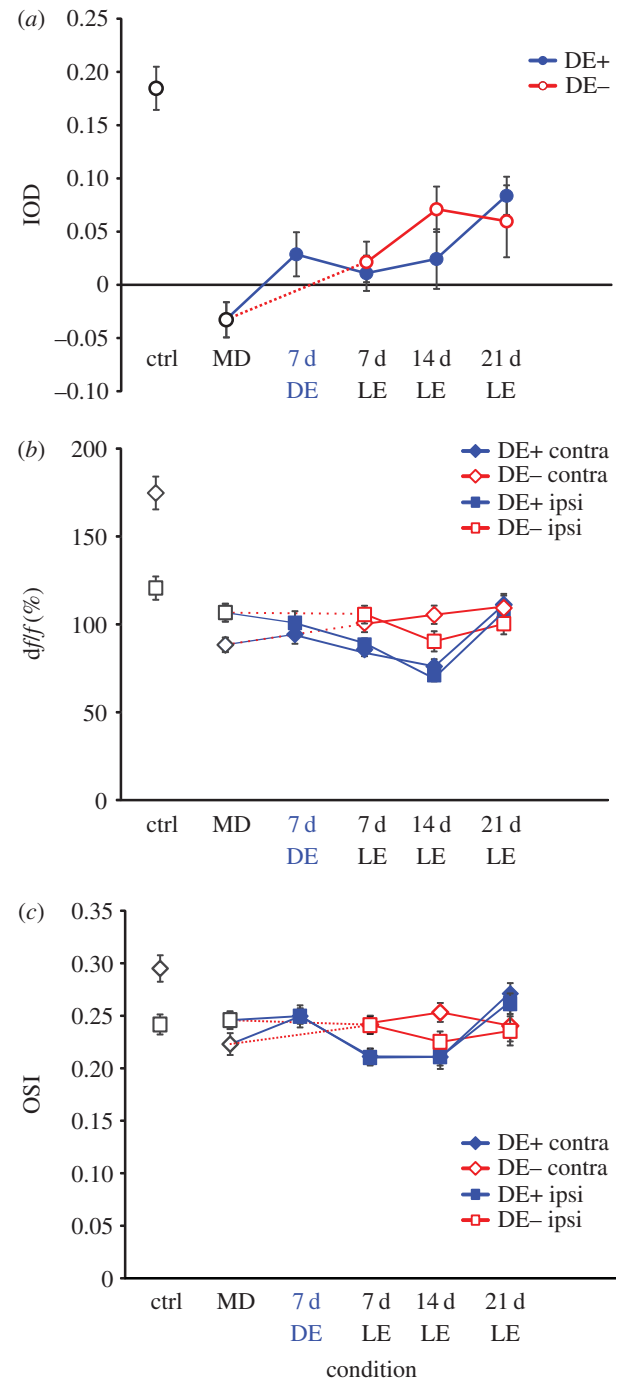 (a)
0.25
0.20
0.15
0.10
0.05
0
–0.05
–0.10
IOD
DE+
DE–
ctrl MD 7 d 7 d 14 d 21 d
DE LE LE LE
(b)
200
150
100
50
0
df/f (%)
DE+ contra
DE– contra
DE+ ipsi
DE– ipsi
ctrl MD 7 d 7 d 14 d 21 d
DE LE LE LE
(c)
0.35
0.30
0.25
0.20
0.15
0.10
0.05
0
OSI
DE+ contra
DE– contra
DE+ ipsi
DE– ipsi
ctrl MD 7 d 7 d 14 d 21 d
DE LE LE LE
condition